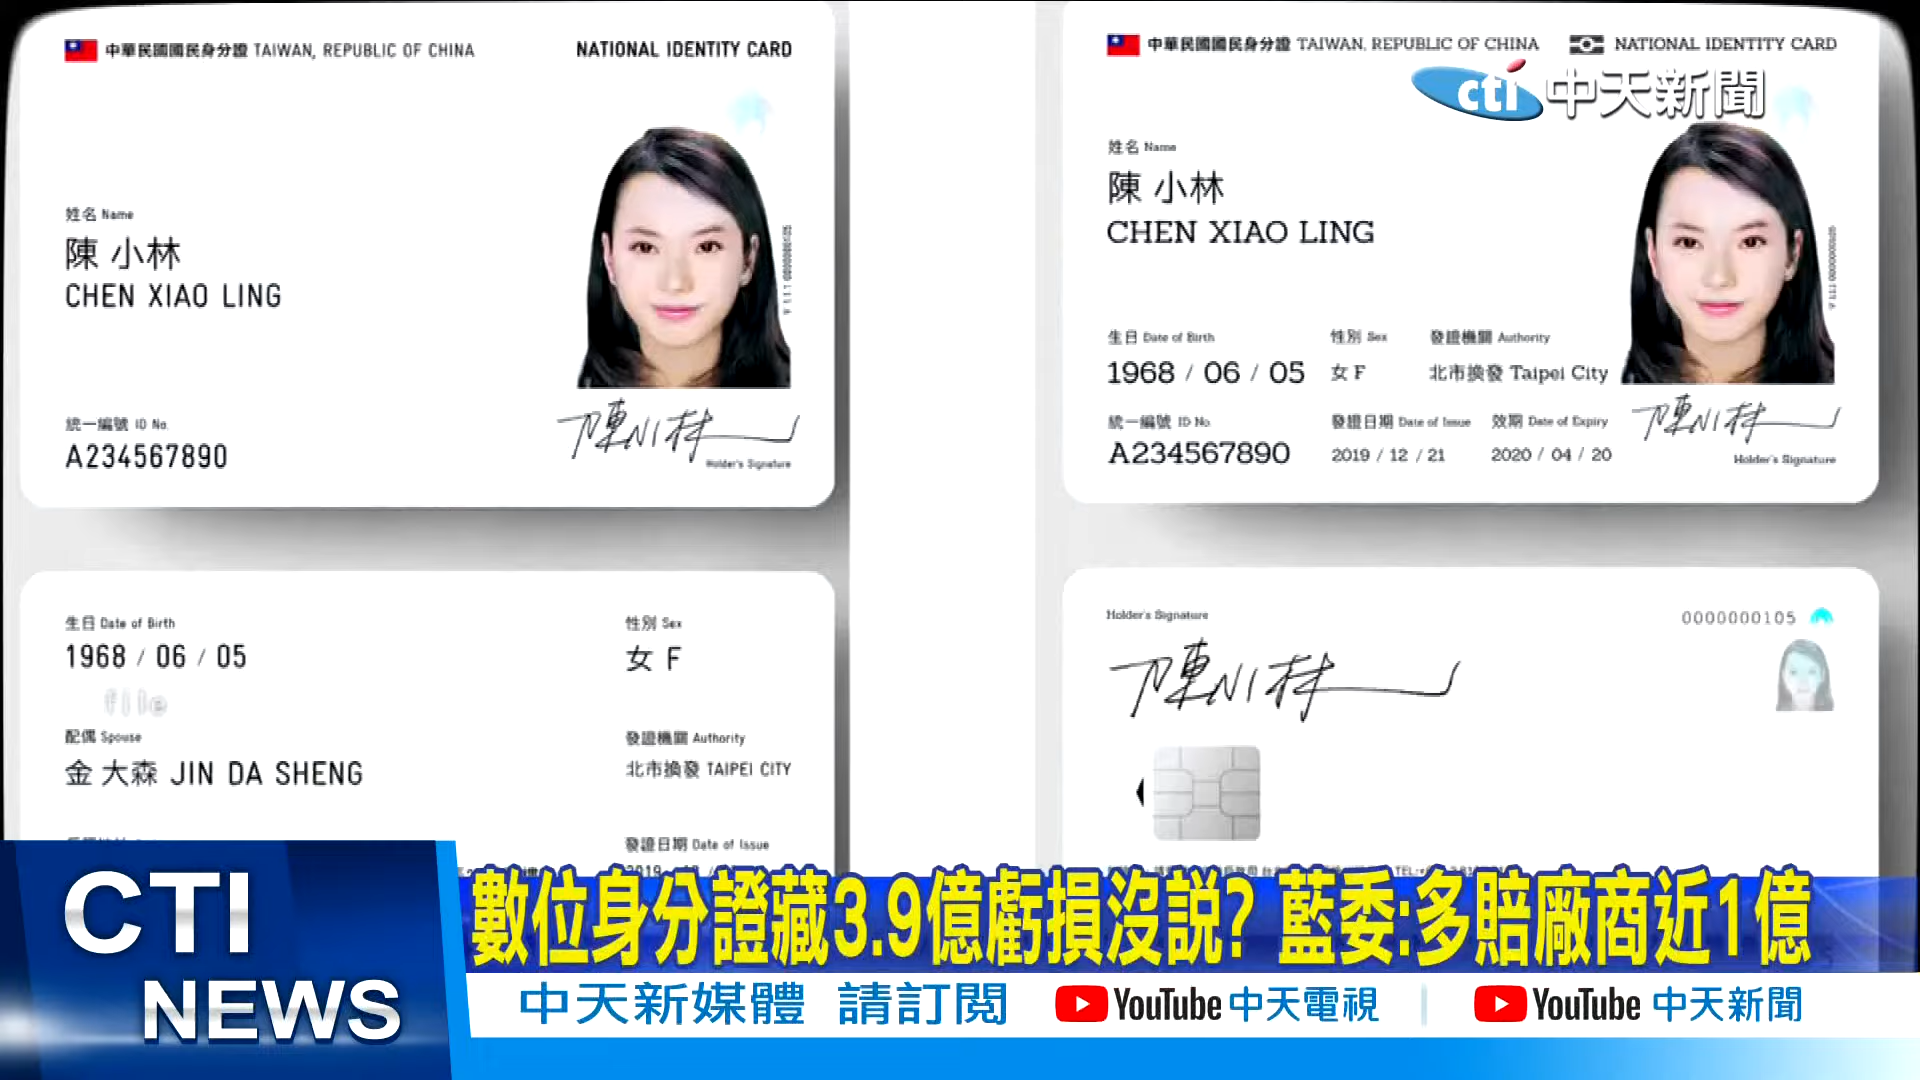 中華民國國民身分證 TAIWAN, REPUBLIC OF CHINA
NATIONAL IDENTITY CARD
姓名 Name
陳 小林
CHEN XIAO LING
統一編號 ID No.
A234567890
Holder's Signature
生日 Date of Birth
1968 / 06 / 05
性別 Sex
女 F
file
配偶 Spouse
金 大森 JIN DA SHENG
發證機關 Authority
北市換發 TAIPEI CITY
發證日期 Date of Issue
中華民國國民身分證 TAIWAN, REPUBLIC OF CHINA
NATIONAL IDENTITY CARD
cti 中天新聞
姓名 Name
陳 小林
CHEN XIAO LING
生日 Date of Birth
1968 / 06 / 05
性別 Sex
女 F
發證機關 Authority
北市換發 Taipei City
統一編號 ID No.
A234567890
發證日期 Date of Issue
2019 / 12 / 21
效期 Date of Expiry
2020 / 04 / 20
陳小林
Holder's Signature
Holder's Signature
陳小林
0000000105
CTI NEWS
數位身分證藏3.9億虧損沒説? 藍委:多賠廠商近1億
中天新媒體 請訂閱 YouTube 中天電視 YouTube 中天新聞